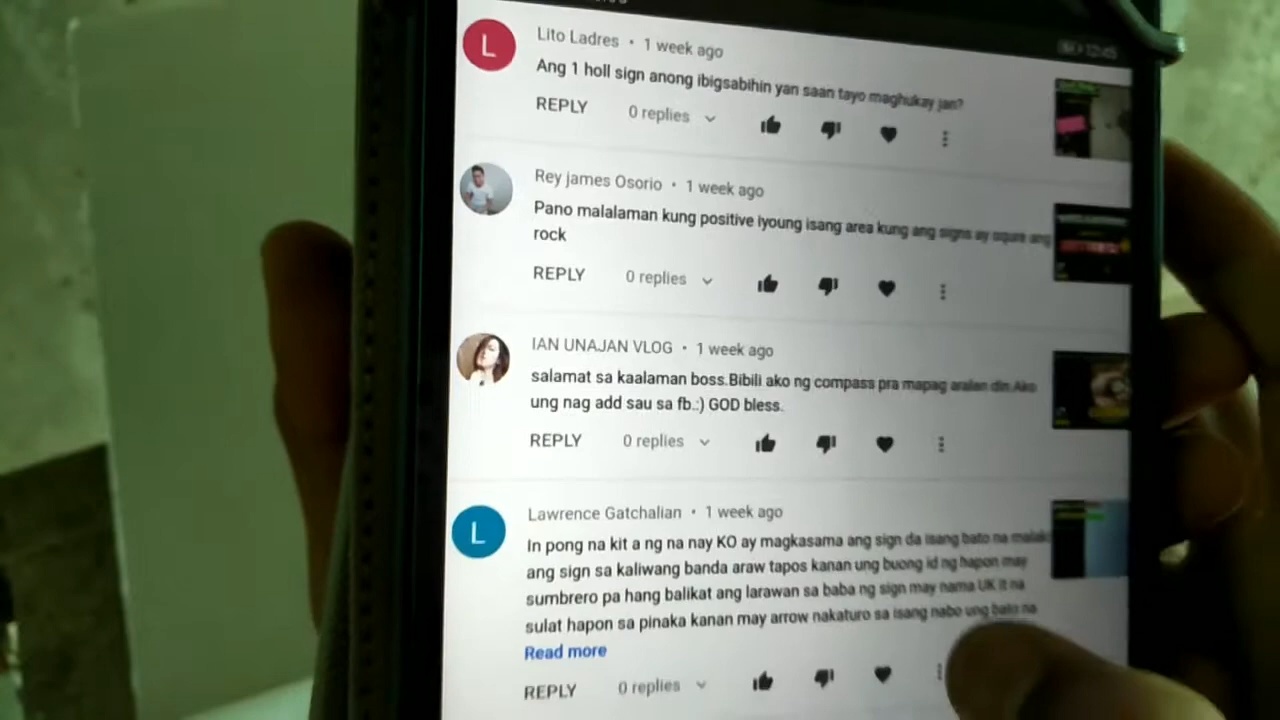 Lito Ladres • 1 week ago
Ang 1 holl sign anong ibigsabihin yan saan tayo maghukay jan?
REPLY 0 replies
Rey james Osorio • 1 week ago
Pano malalaman kung positive iyoung isang area kung ang signs ay squre ang
rock
REPLY 0 replies
IAN UNAJAN VLOG • 1 week ago
salamat sa kaalaman boss.Bibili ako ng compass pra mapag aralan din.Ako
ung nag add sau sa fb.:) GOD bless.
REPLY 0 replies
Lawrence Gatchalian • 1 week ago
In pong na kit a ng na nay KO ay magkasama ang sign da isang bato na malaki
ang sign sa kaliwang banda araw tapos kanan ung buong id ng hapon may
sumbrero pa hang balikat ang larawan sa baba ng sign may nama UK it na
sulat hapon sa pinaka kanan may arrow nakaturo sa isang nabo ung bato na
Read more
REPLY 0 replies